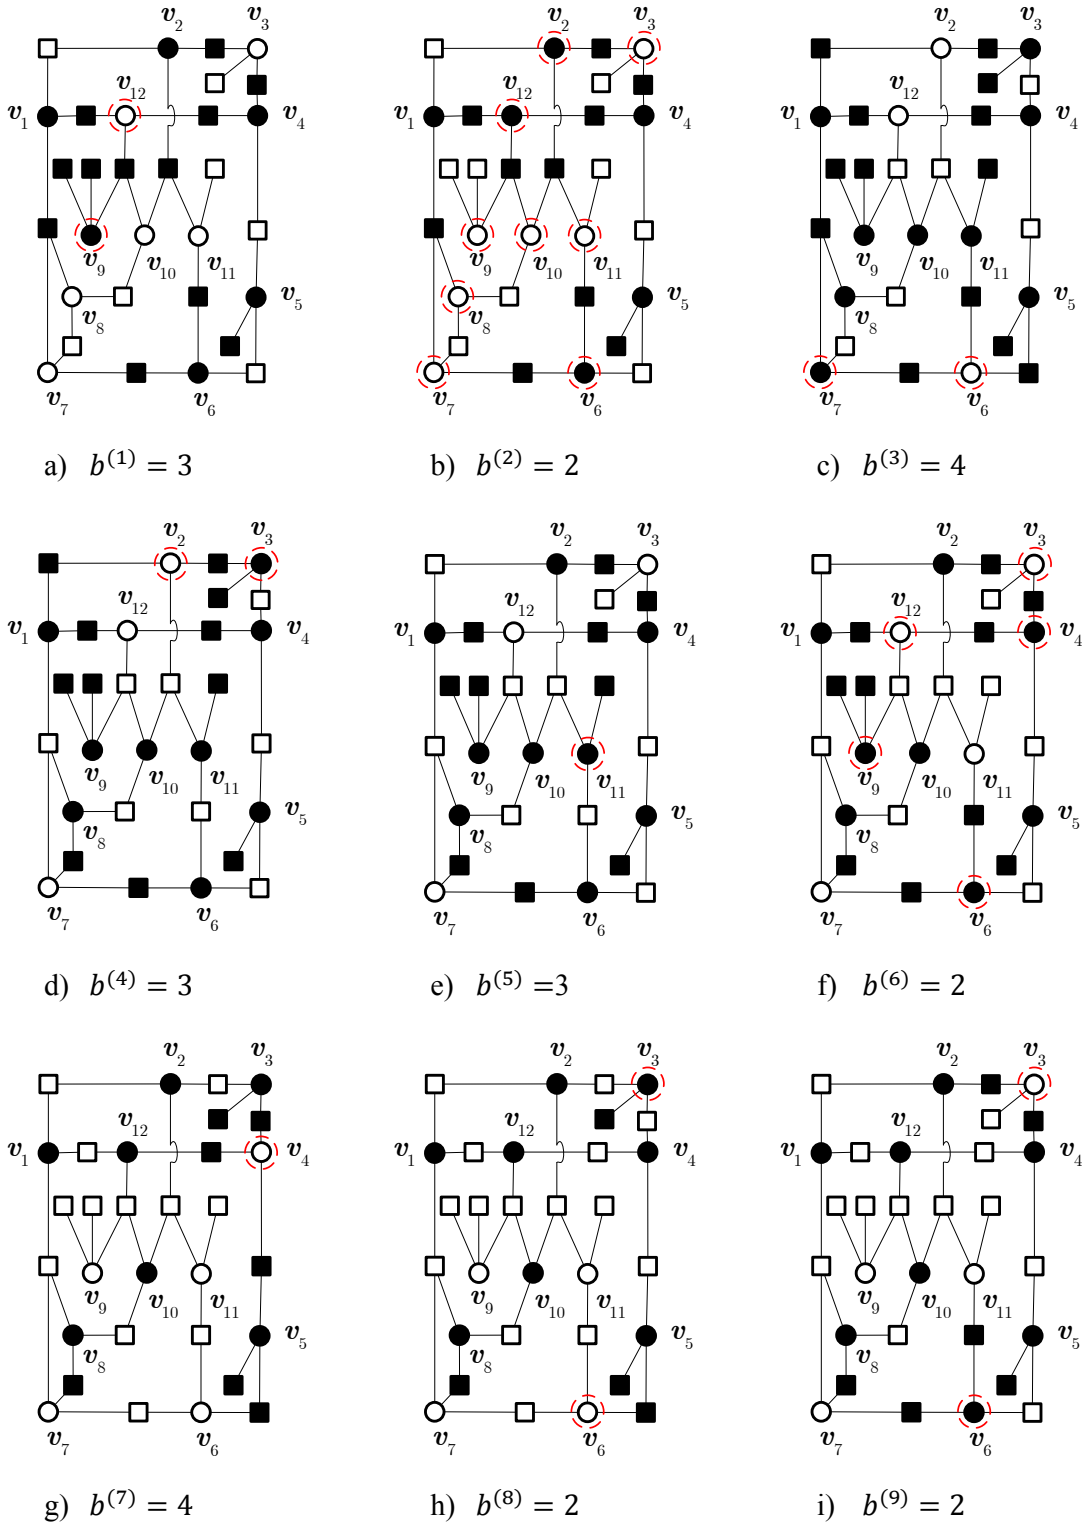 v2 v3 v2 v3 v2 v3
v12 v12 v12
v1 v4 v1 v4 v1 v4
v9 v10 v11 v9 v10 v11 v9 v10 v11
v8 v5 v8 v5 v8 v5
v7 v6 v7 v6 v7 v6
a) b(1) = 3 b) b(2) = 2 c) b(3) = 4
v2 v3 v2 v3 v2 v3
v12 v12 v12
v1 v4 v1 v4 v1 v4
v9 v10 v11 v9 v10 v11 v9 v10 v11
v8 v5 v8 v5 v8 v5
v7 v6 v7 v6 v7 v6
d) b(4) = 3 e) b(5) =3 f) b(6) = 2
v2 v3 v2 v3 v2 v3
v12 v12 v12
v1 v4 v1 v4 v1 v4
v9 v10 v11 v9 v10 v11 v9 v10 v11
v8 v5 v8 v5 v8 v5
v7 v6 v7 v6 v7 v6
g) b(7) = 4 h) b(8) = 2 i) b(9) = 2